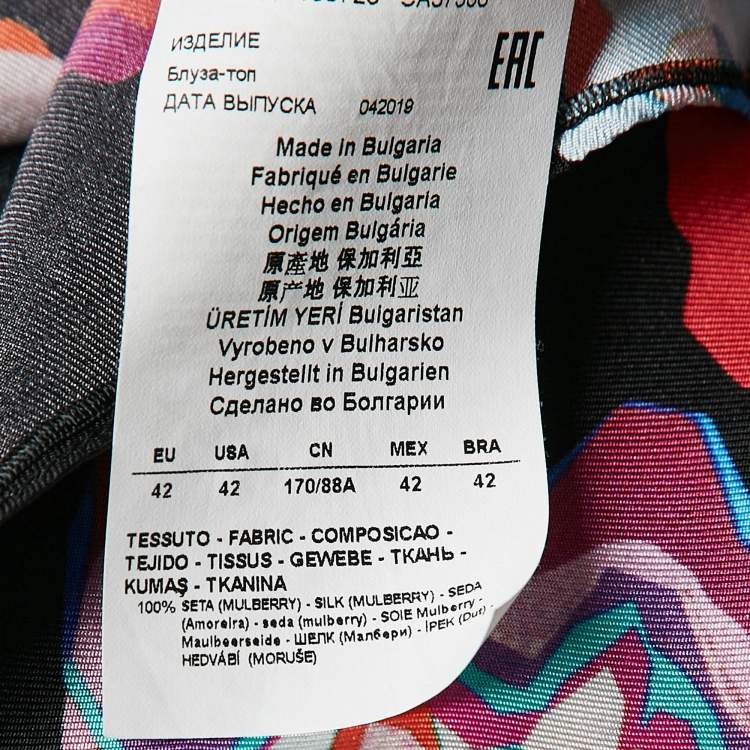 ИЗДЕЛИЕ
EAC
Блуза-топ
ДАТА ВЫПУСКА 042019
Made in Bulgaria
Fabriqué en Bulgarie
Hecho en Bulgaria
Origem Bulgária
原產地 保加利亞
原产地 保加利亚
ÜRETİM YERİ Bulgaristan
Vyrobeno v Bulharsko
Hergestellt in Bulgarien
Сделано во Болгарии
EU USA CN MEX BRA
42 42 170/88A 42 42
TESSUTO - FABRIC - COMPOSICAO -
TEJIDO - TISSUS - GEWEBE - ТКАНЬ -
KUMAŞ - TKANINA
100% SETA (MULBERRY) - SILK (MULBERRY) - SEDA
(Amoreira) - seda (mulberry) - SOIE Mulberry -
Maulbeerseide - ШЕЛК (Малбери) - İPEK (Dut) -
HEDVÁBÍ (MORUŠE)